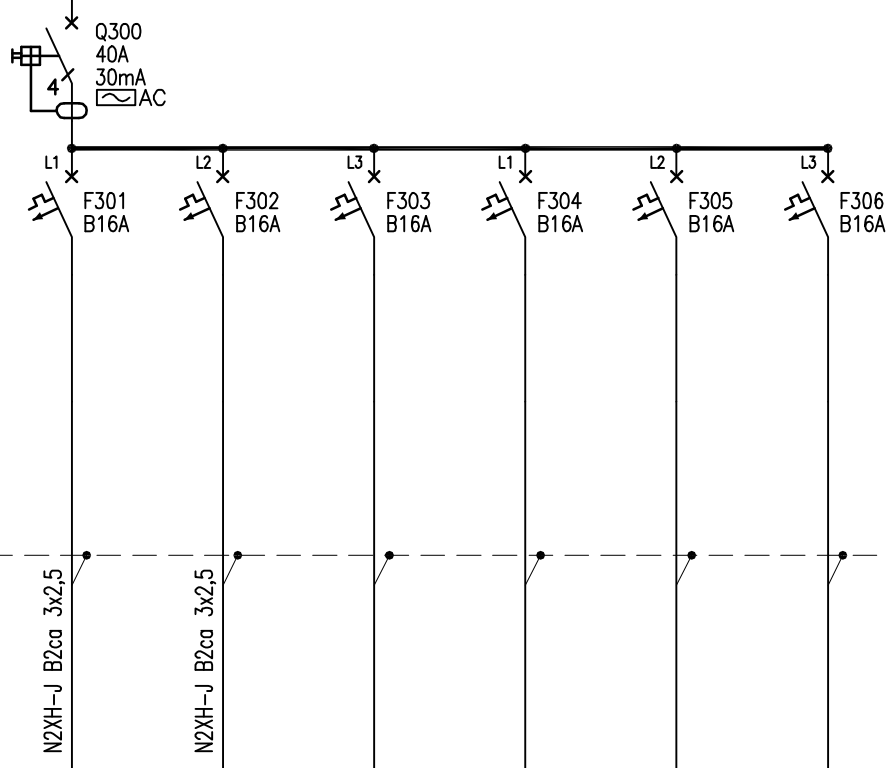 Q300
40A
30mA
AC
4
L1
L2
L3
L1
L2
L3
F301
B16A
F302
B16A
F303
B16A
F304
B16A
F305
B16A
F306
B16A
N2XH-J B2ca 3x2,5
N2XH-J B2ca 3x2,5